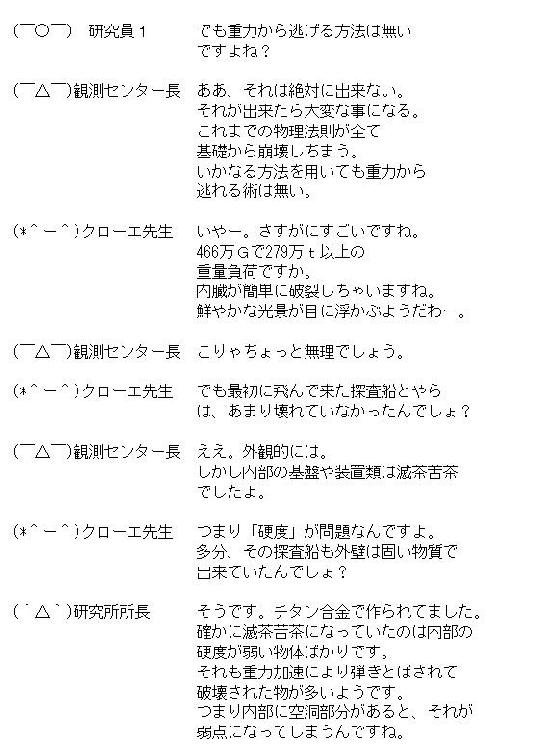 (￣○￣)　研究員１　でも重力から逃げる方法は無い
ですよね？
(￣△￣)観測センター長　ああ、それは絶対に出来ない。
それが出来たら大変な事になる。
これまでの物理法則が全て
基礎から崩壊しちまう。
いかなる方法を用いても重力から
逃れる術は無い。
(*＾ー＾)クローエ先生　いやー。さすがにすごいですね。
466万Ｇで279万ｔ以上の
重量負荷ですか。
内臓が簡単に破裂しちゃいますね。
鮮やかな光景が目に浮かぶようだわ‥。
(￣△￣)観測センター長　こりゃちょっと無理でしょう。
(*＾ー＾)クローエ先生　でも最初に飛んで来た探査船とやら
は、あまり壊れていなかったんでしょ？
(￣△￣)観測センター長　ええ。外観的には。
しかし内部の基盤や装置類は滅茶苦茶
でしたよ。
(*＾ー＾)クローエ先生　つまり「硬度」が問題なんですよ。
多分、その探査船も外壁は固い物質で
出来ていたんでしょ？
(´△｀)研究所所長　そうです。チタン合金で作られてました。
確かに滅茶苦茶になっていたのは内部の
硬度が弱い物体ばかりです。
それも重力加速により弾きとばされて
破壊された物が多いようです。
つまり内部に空洞部分があると、それが
弱点になってしまうんですね。